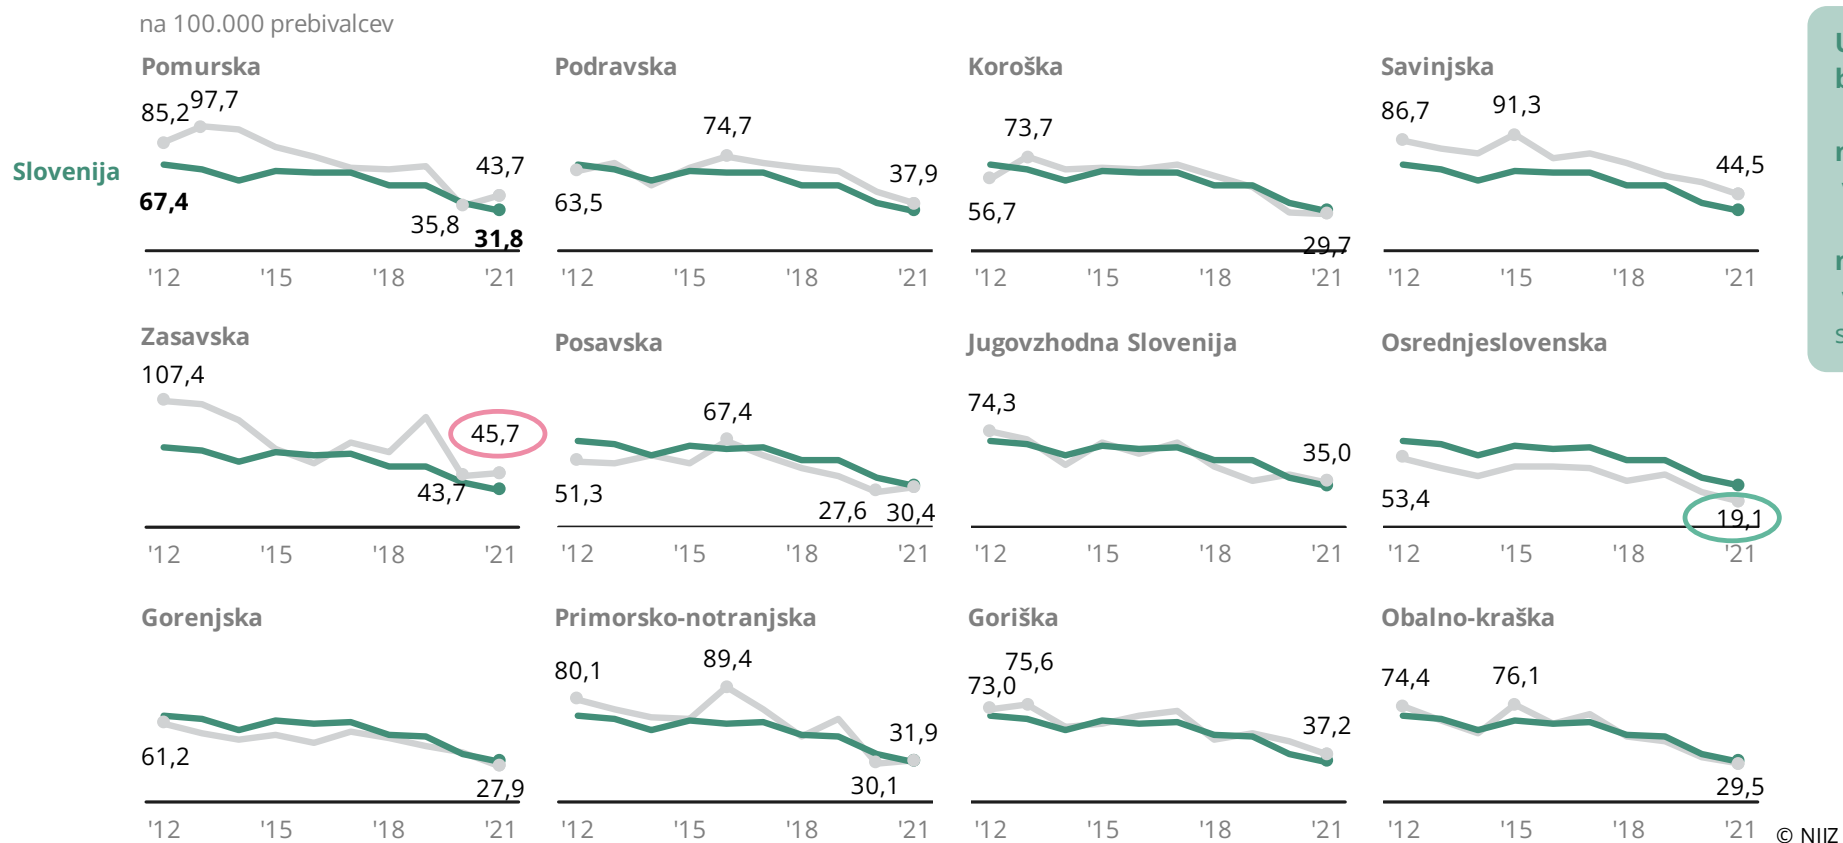 na 100.000 prebivalcev
Pomurska Podravska Koroška Savinjska
85,2 97,7 74,7 73,7 86,7 91,3
Slovenija
67,4 43,7 63,5 37,9 56,7 44,5
35,8 31,8 29,7
'12 '15 '18 '21 '12 '15 '18 '21 '12 '15 '18 '21 '12 '15 '18 '21
Zasavska Posavska Jugovzhodna Slovenija Osrednjeslovenska
107,4 67,4 74,3
45,7 35,0
43,7 51,3 27,6 30,4 53,4 19,1
'12 '15 '18 '21 '12 '15 '18 '21 '12 '15 '18 '21 '12 '15 '18 '21
Gorenjska Primorsko-notranjska Goriška Obalno-kraška
80,1 89,4 73,0 75,6 74,4 76,1
61,2 31,9 37,2
27,9 30,1 29,5
'12 '15 '18 '21 '12 '15 '18 '21 '12 '15 '18 '21 '12 '15 '18 '21
© NIJZ